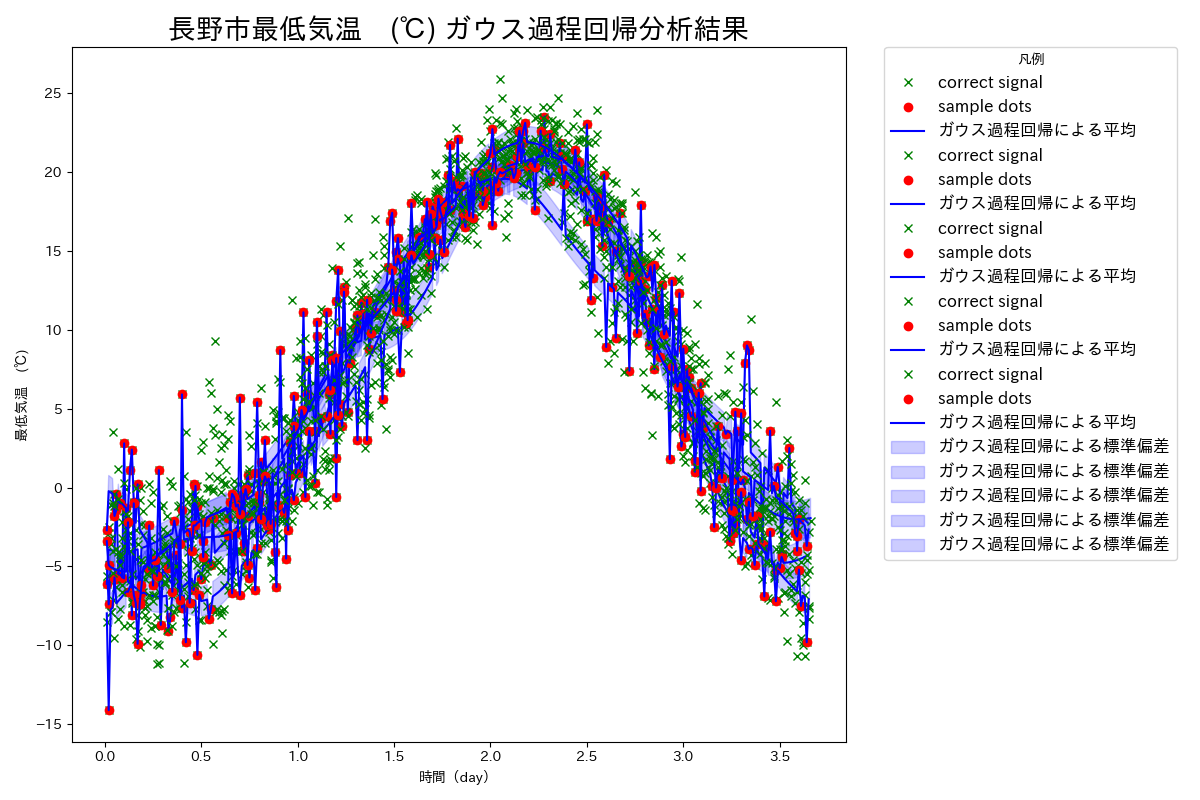 長野市最低気温　(℃) ガウス過程回帰分析結果
最低気温　(℃)
25
20
15
10
5
0
−5
−10
−15
0.0 0.5 1.0 1.5 2.0 2.5 3.0 3.5
時間（day）
凡例
correct signal
sample dots
ガウス過程回帰による平均
correct signal
sample dots
ガウス過程回帰による平均
correct signal
sample dots
ガウス過程回帰による平均
correct signal
sample dots
ガウス過程回帰による平均
correct signal
sample dots
ガウス過程回帰による平均
ガウス過程回帰による標準偏差
ガウス過程回帰による標準偏差
ガウス過程回帰による標準偏差
ガウス過程回帰による標準偏差
ガウス過程回帰による標準偏差